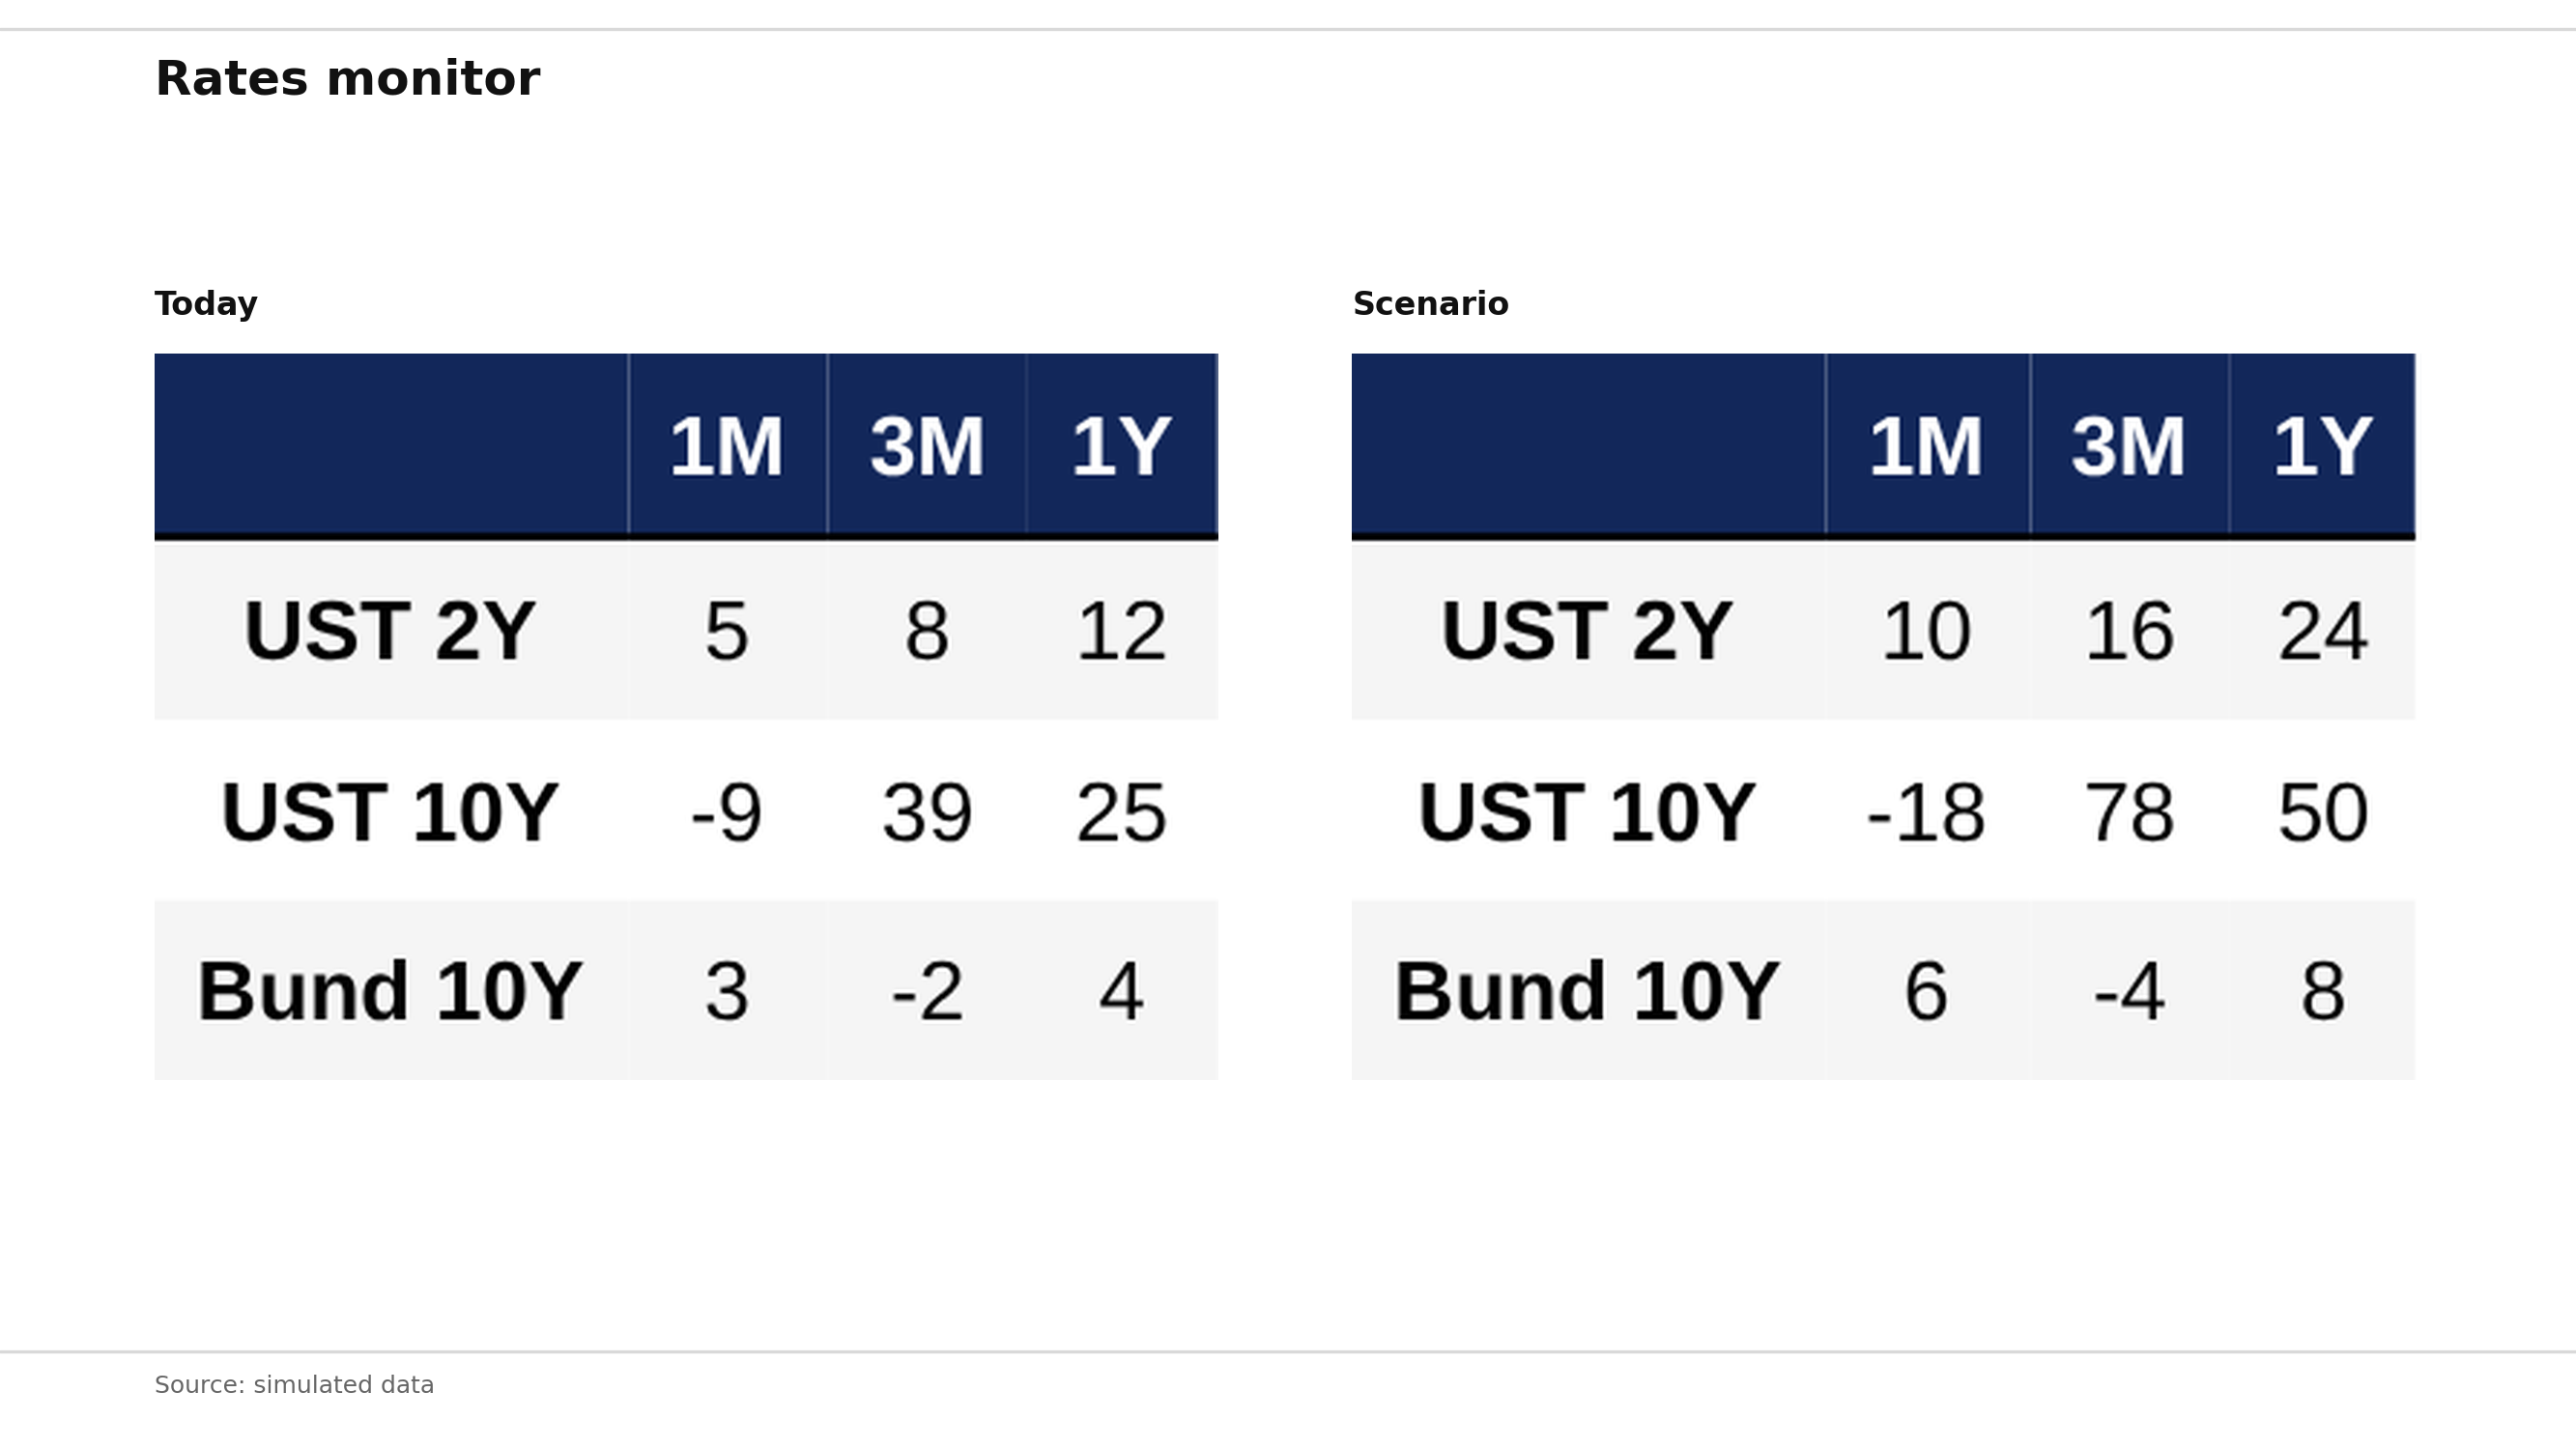 Rates monitor
Today
1M 3M 1Y
UST 2Y 5 8 12
UST 10Y -9 39 25
Bund 10Y 3 -2 4
Scenario
1M 3M 1Y
UST 2Y 10 16 24
UST 10Y -18 78 50
Bund 10Y 6 -4 8
Source: simulated data